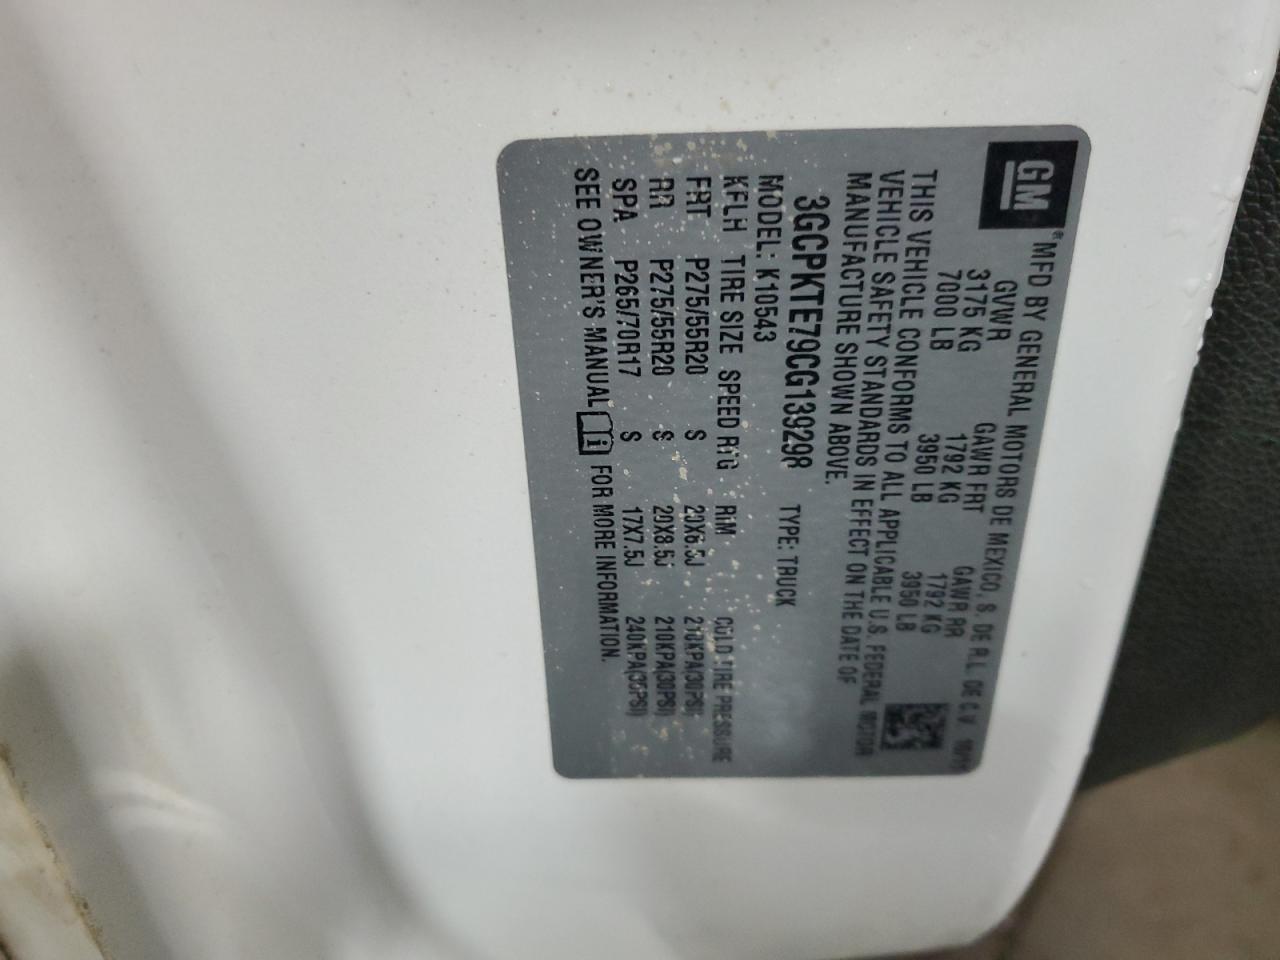 GM
MFD BY GENERAL MOTORS DE MEXICO, S. DE R.L. DE C.V.
GVWR GAWR FRT GAWR RR
3175 KG 1792 KG 1792 KG
7000 LB 3950 LB 3950 LB
THIS VEHICLE CONFORMS TO ALL APPLICABLE U.S. FEDERAL MOTOR
VEHICLE SAFETY STANDARDS IN EFFECT ON THE DATE OF
MANUFACTURE SHOWN ABOVE.
3GCPKTE79CG139298 TYPE: TRUCK
MODEL: K10543
KFLH TIRE SIZE SPEED RTG RIM COLD TIRE PRESSURE
FRT P275/55R20 S 210KPA(30PSI)
RR P275/55R20 S 20X8.5J 210KPA(30PSI)
SPA P265/70R17 S 17X7.5J 240KPA(35PSI)
SEE OWNER'S MANUAL i FOR MORE INFORMATION.